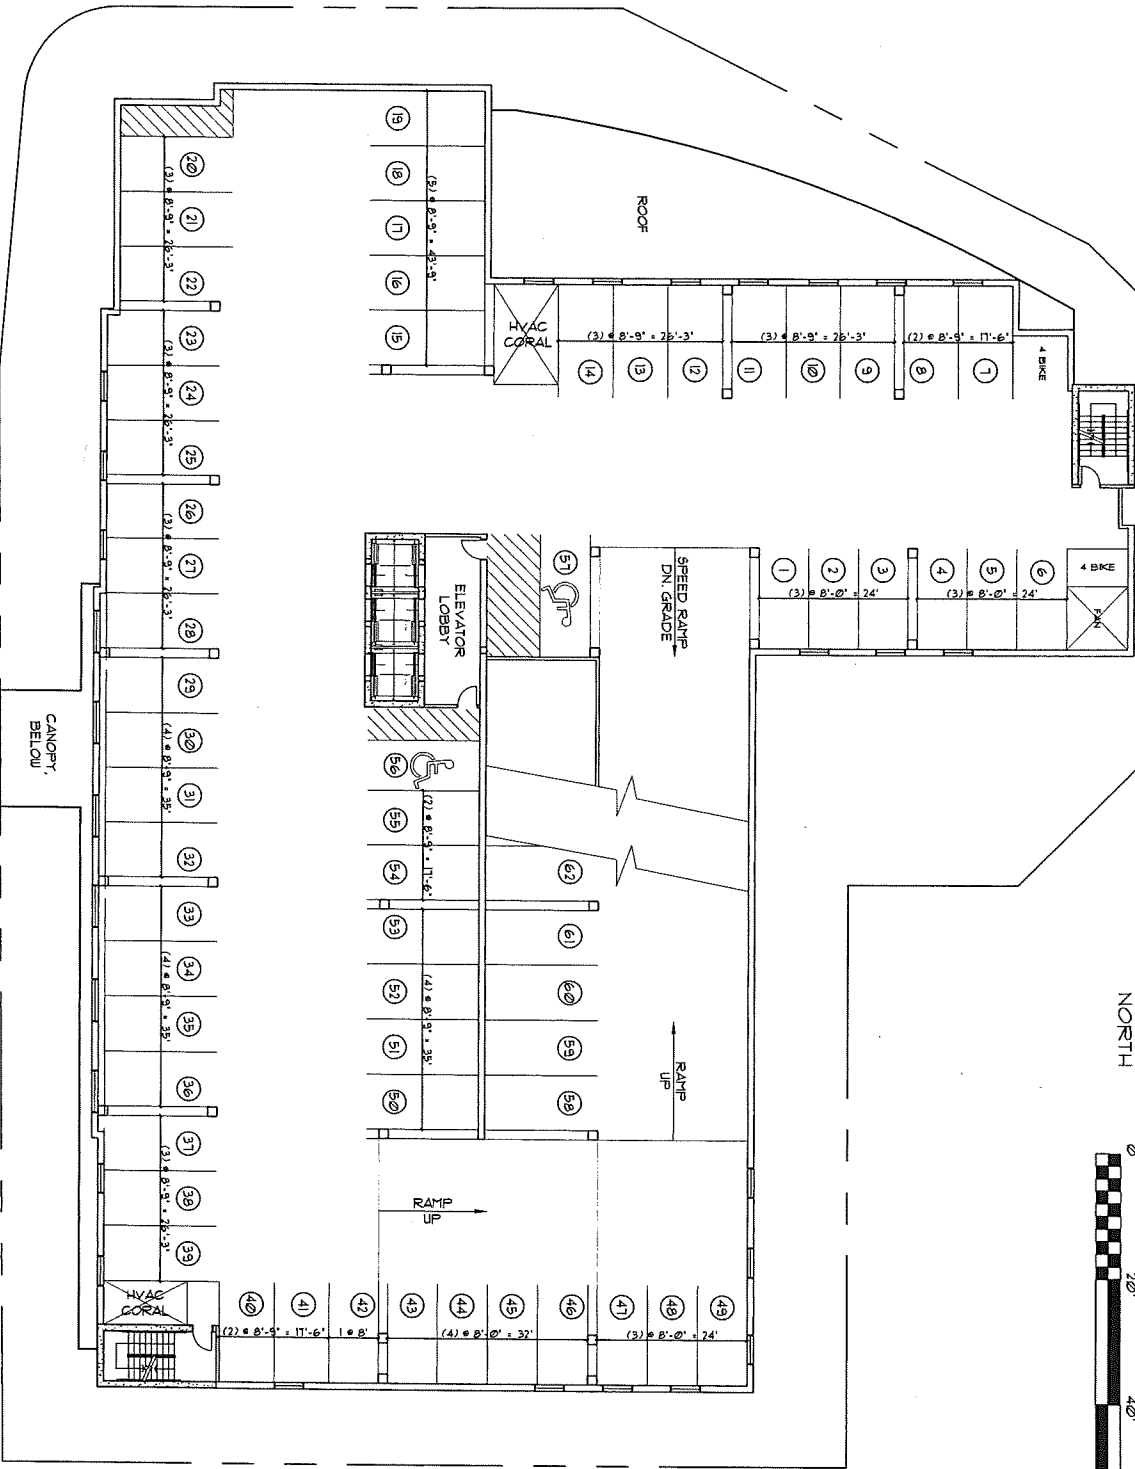 ROOF
19
18
17
16
15
(5) @ 8'-9" = 43'-9"
20
21
22
(3) @ 8'-9" = 26'-3"
23
24
25
(3) @ 8'-9" = 26'-3"
26
27
28
(3) @ 8'-9" = 26'-3"
29
30
31
32
(4) @ 8'-9" = 35'
33
34
35
36
(4) @ 8'-9" = 35'
37
38
39
(3) @ 8'-9" = 26'-3"
HVAC
CORAL
14
13
12
(3) @ 8'-9" = 26'-3"
11
10
9
(3) @ 8'-9" = 26'-3"
8
7
(2) @ 8'-9" = 17'-6"
4 BIKE
1
2
3
(3) @ 8'-0" = 24'
4
5
6
(3) @ 8'-0" = 24'
4 BIKE
FAN
SPEED RAMP
DN. GRADE
57
ELEVATOR
LOBBY
56
55
54
(2) @ 8'-9" = 17'-6"
53
52
51
50
(4) @ 8'-9" = 35'
62
61
60
59
58
RAMP
UP
RAMP
UP
CANOPY,
BELOW
HVAC
CORAL
40
41
(2) @ 8'-9" = 17'-6"
42
1 @ 8'
43
44
45
46
(4) @ 8'-0" = 32'
47
48
49
(3) @ 8'-0" = 24'
NORTH
0
20'
40'